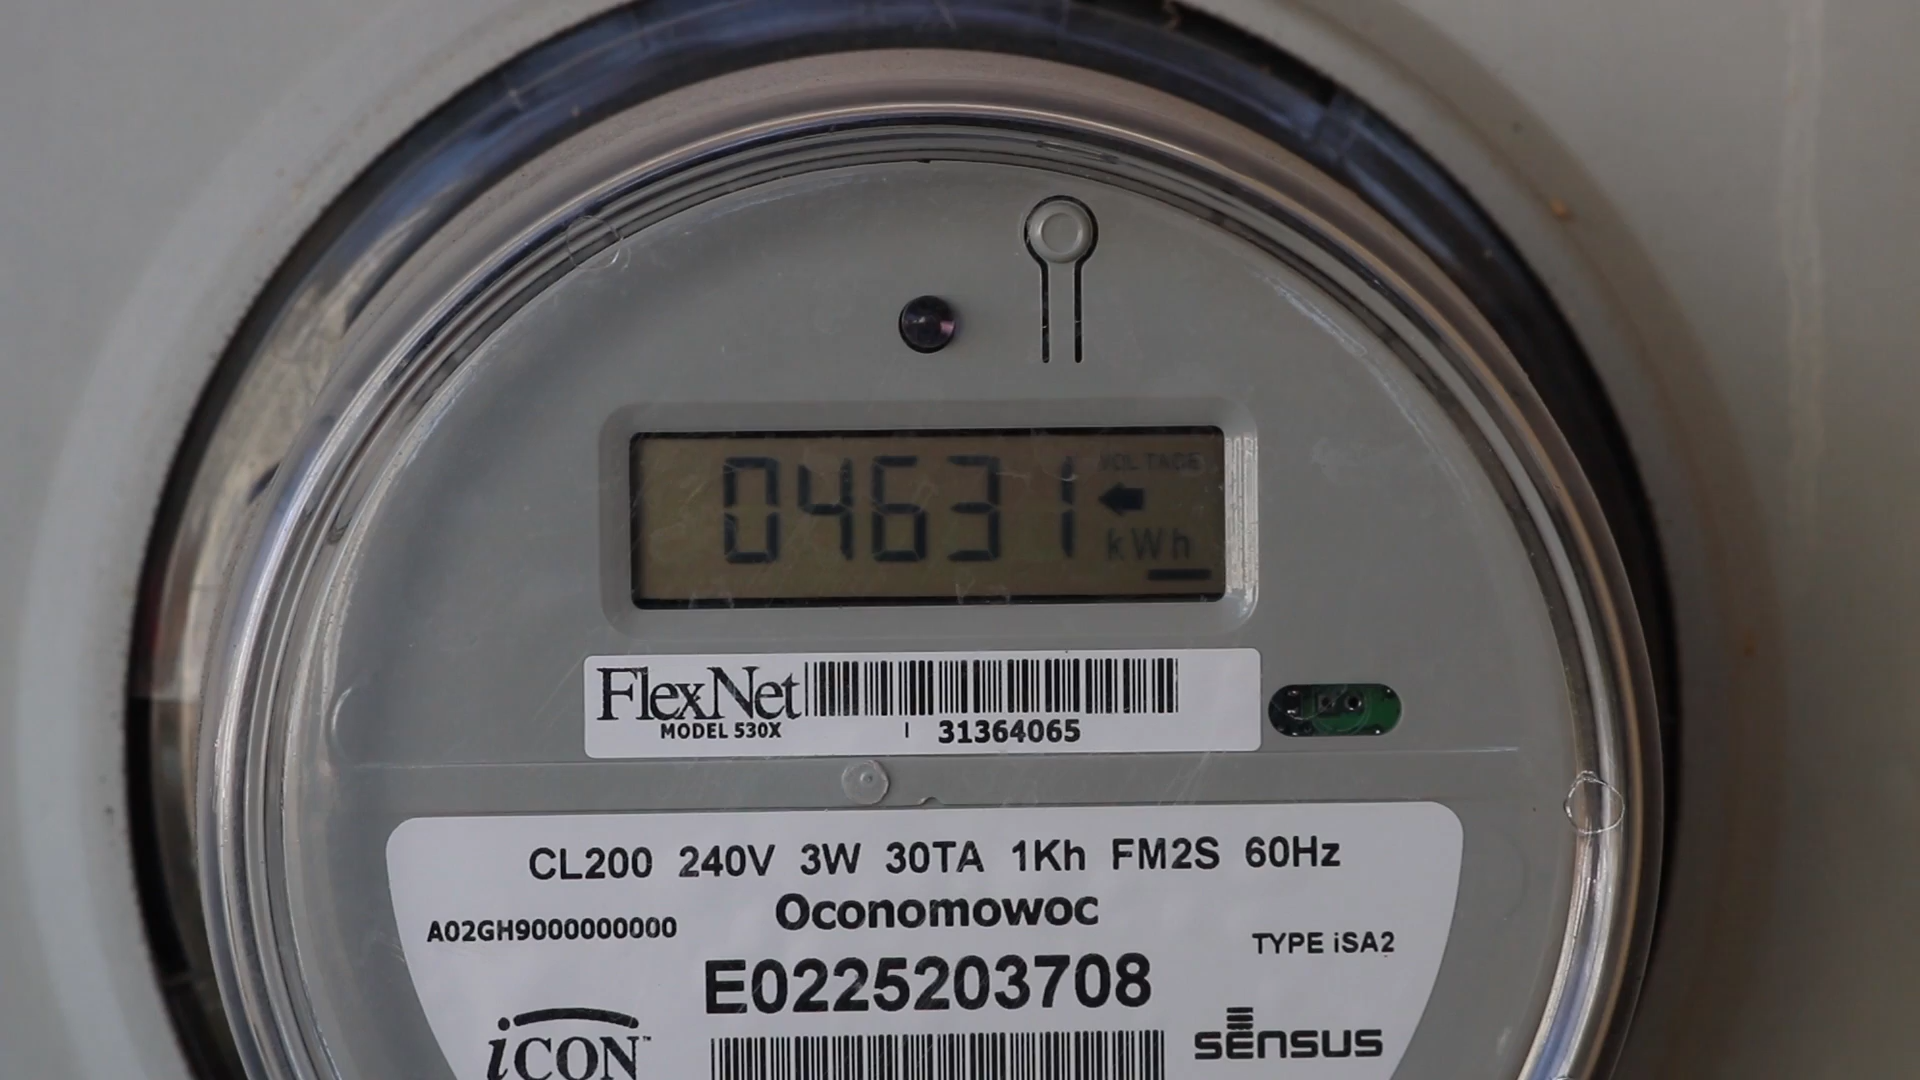 VOLTAGE
04631
kWh
FlexNet
MODEL 530X
31364065
CL200 240V 3W 30TA 1Kh FM2S 60Hz
Oconomowoc
A02GH9000000000
TYPE iSA2
E0225203708
iCON™
sensus